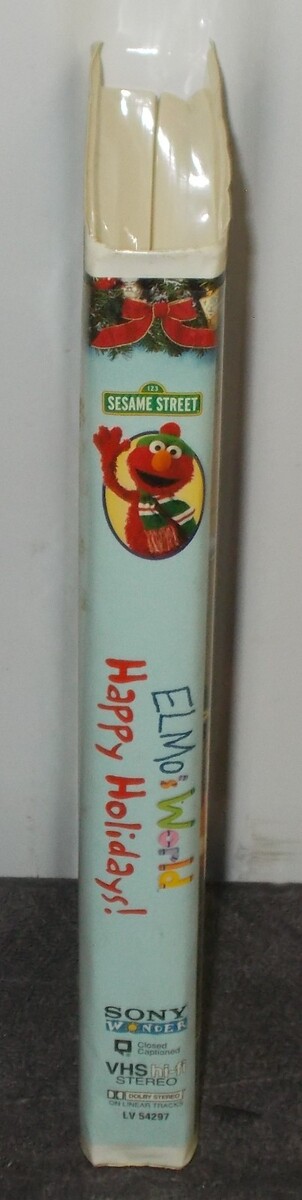 123
SESAME STREET
ELMO's World
Happy Holidays!
SONY
WONDER
Closed
Captioned
VHS hi-fi
STEREO
DOLBY STEREO
ON LINEAR TRACKS
LV 54297